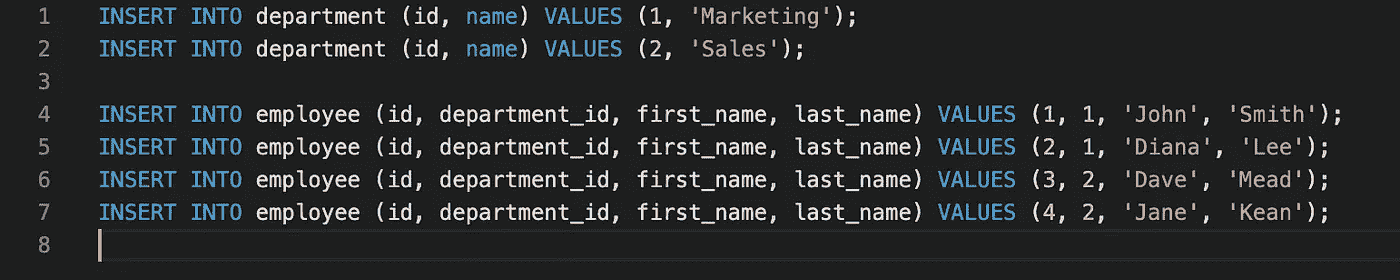 1 INSERT INTO department (id, name) VALUES (1, 'Marketing');
2 INSERT INTO department (id, name) VALUES (2, 'Sales');
3
4 INSERT INTO employee (id, department_id, first_name, last_name) VALUES (1, 1, 'John', 'Smith');
5 INSERT INTO employee (id, department_id, first_name, last_name) VALUES (2, 1, 'Diana', 'Lee');
6 INSERT INTO employee (id, department_id, first_name, last_name) VALUES (3, 2, 'Dave', 'Mead');
7 INSERT INTO employee (id, department_id, first_name, last_name) VALUES (4, 2, 'Jane', 'Kean');
8